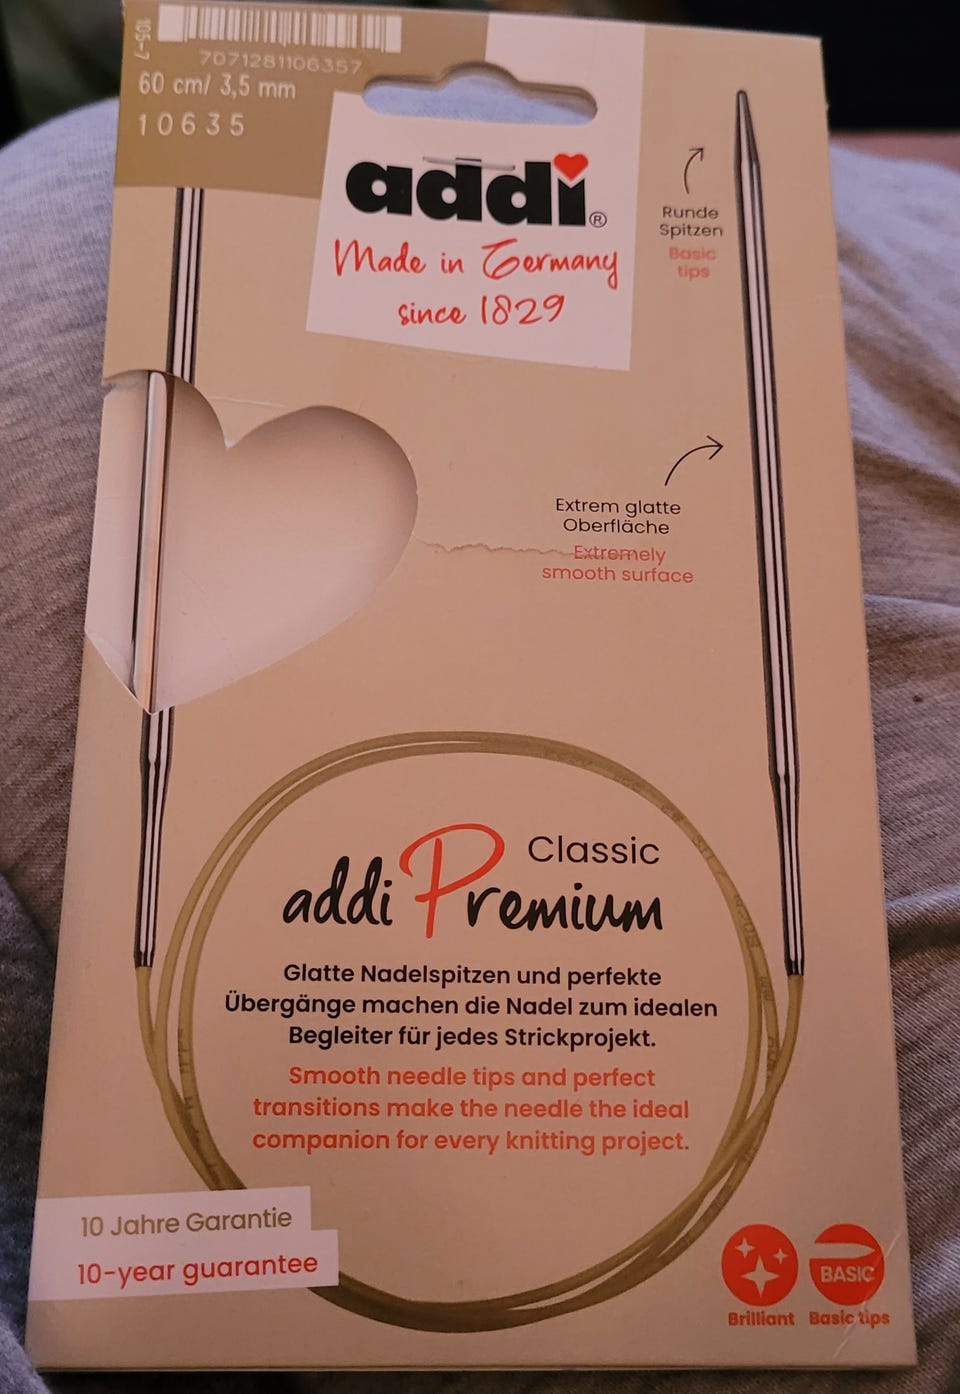 105-7
7071281106357
60 cm/ 3,5 mm
10635
addi®
Made in Germany
since 1829
Runde
Spitzen
Basic
tips
Extrem glatte
Oberfläche
Extremely
smooth surface
Classic
addi Premium
Glatte Nadelspitzen und perfekte
Übergänge machen die Nadel zum idealen
Begleiter für jedes Strickprojekt.
Smooth needle tips and perfect
transitions make the needle the ideal
companion for every knitting project.
10 Jahre Garantie
10-year guarantee
BASIC
Brilliant Basic tips